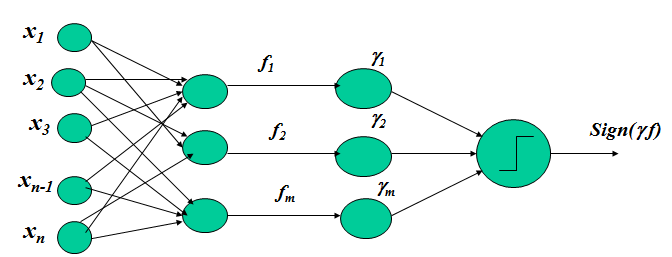 x1
x2
x3
xn-1
xn
f1
f2
fm
γ1
γ2
γm
Sign(γf)